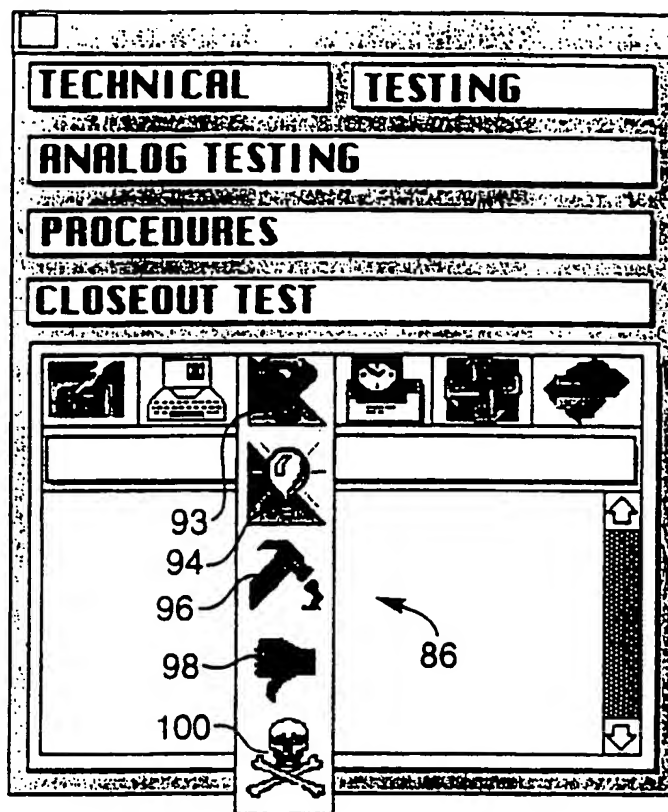 TECHNICAL
TESTING
ANALOG TESTING
PROCEDURES
CLOSEOUT TEST
93
94
96
98
100
86